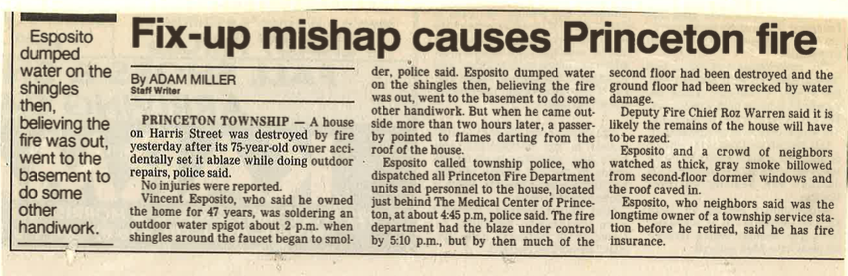 Esposito
dumped
water on the
shingles
then,
believing the
fire was out,
went to the
basement to
do some
other
handiwork.
Fix-up mishap causes Princeton fire
By ADAM MILLER
Staff Writer
PRINCETON TOWNSHIP — A house
on Harris Street was destroyed by fire
yesterday after its 75-year-old owner acci-
dentally set it ablaze while doing outdoor
repairs, police said.
No injuries were reported.
Vincent Esposito, who said he owned
the home for 47 years, was soldering an
outdoor water spigot about 2 p.m. when
shingles around the faucet began to smol-
der, police said. Esposito dumped water
on the shingles then, believing the fire
was out, went to the basement to do some
other handiwork. But when he came out-
side more than two hours later, a passer-
by pointed to flames darting from the
roof of the house.
Esposito called township police, who
dispatched all Princeton Fire Department
units and personnel to the house, located
just behind The Medical Center of Prince-
ton, at about 4:45 p.m, police said. The fire
department had the blaze under control
by 5:10 p.m., but by then much of the
second floor had been destroyed and the
ground floor had been wrecked by water
damage.
Deputy Fire Chief Roz Warren said it is
likely the remains of the house will have
to be razed.
Esposito and a crowd of neighbors
watched as thick, gray smoke billowed
from second-floor dormer windows and
the roof caved in.
Esposito, who neighbors said was the
longtime owner of a township service sta-
tion before he retired, said he has fire
insurance.